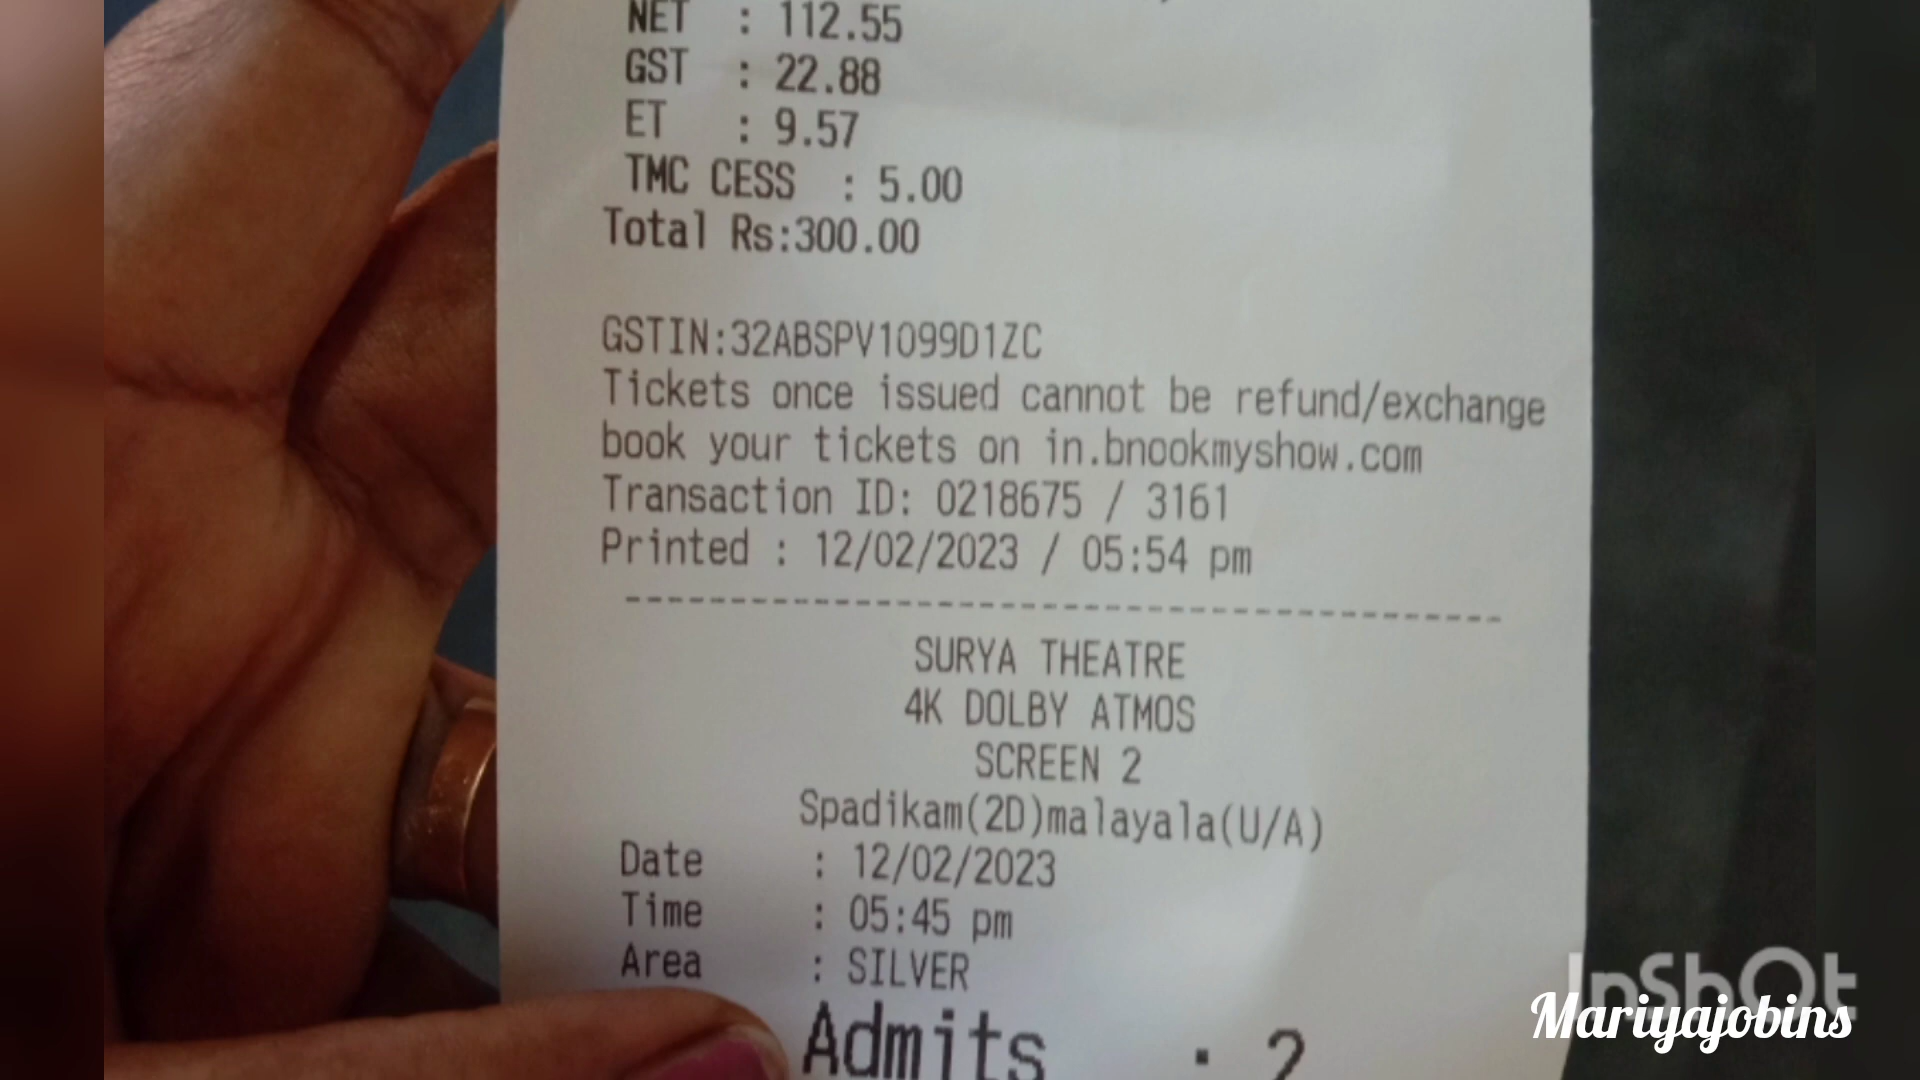 NET : 112.55
GST : 22.88
ET : 9.57
TMC CESS : 5.00
Total Rs:300.00
GSTIN:32ABSPV1099D1ZC
Tickets once issued cannot be refund/exchange
book your tickets on in.bnookmyshow.com
Transaction ID: 0218675 / 3161
Printed : 12/02/2023 / 05:54 pm
SURYA THEATRE
4K DOLBY ATMOS
SCREEN 2
Spadikam(2D)malayala(U/A)
Date : 12/02/2023
Time : 05:45 pm
Area : SILVER
Admits : 2
InShOt
Mariyajobins